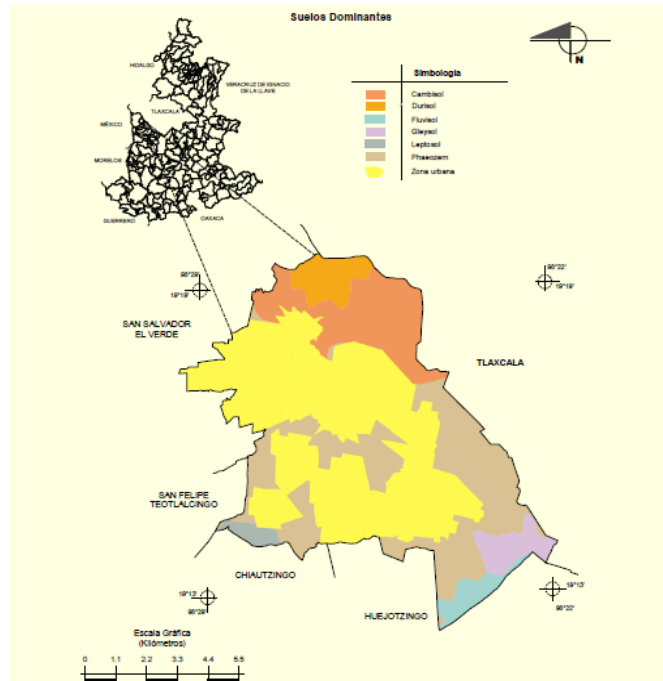 Suelos Dominantes
N
HIDALGO
VERACRUZ DE IGNACIO
DE LA LLAVE
TLAXCALA
MÉXICO
MORELOS
GUERRERO
OAXACA
Simbología
Cambisol
Durisol
Fluvisol
Gleysol
Leptosol
Phaeozem
Zona urbana
98°29'
19°19'
98°22'
19°19'
SAN SALVADOR
EL VERDE
TLAXCALA
SAN FELIPE
TEOTLALCINGO
CHIAUTZINGO
HUEJOTZINGO
19°13'
98°29'
19°13'
98°22'
Escala Gráfica
(Kilómetros)
0 1.1 2.2 3.3 4.4 5.5